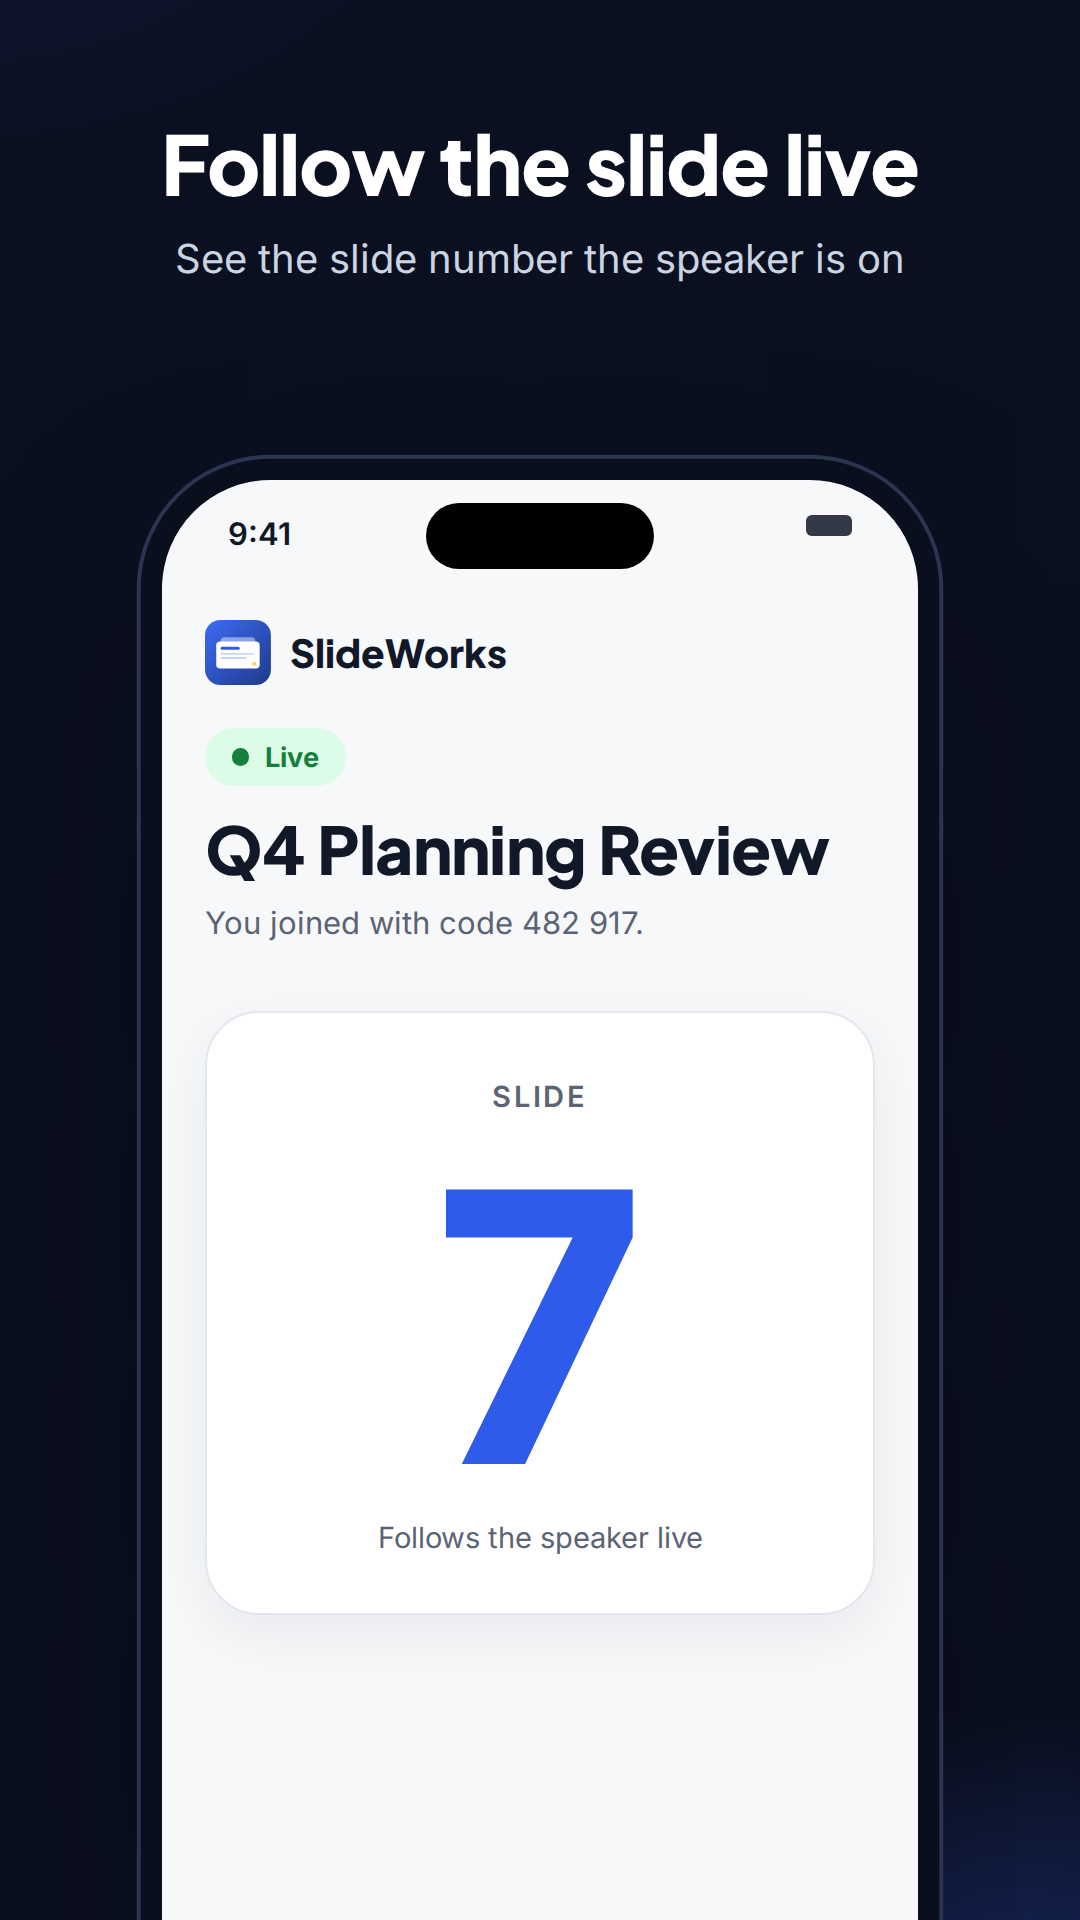 Follow the slide live
See the slide number the speaker is on
9:41
SlideWorks
Live
Q4 Planning Review
You joined with code 482 917.
SLIDE
7
Follows the speaker live